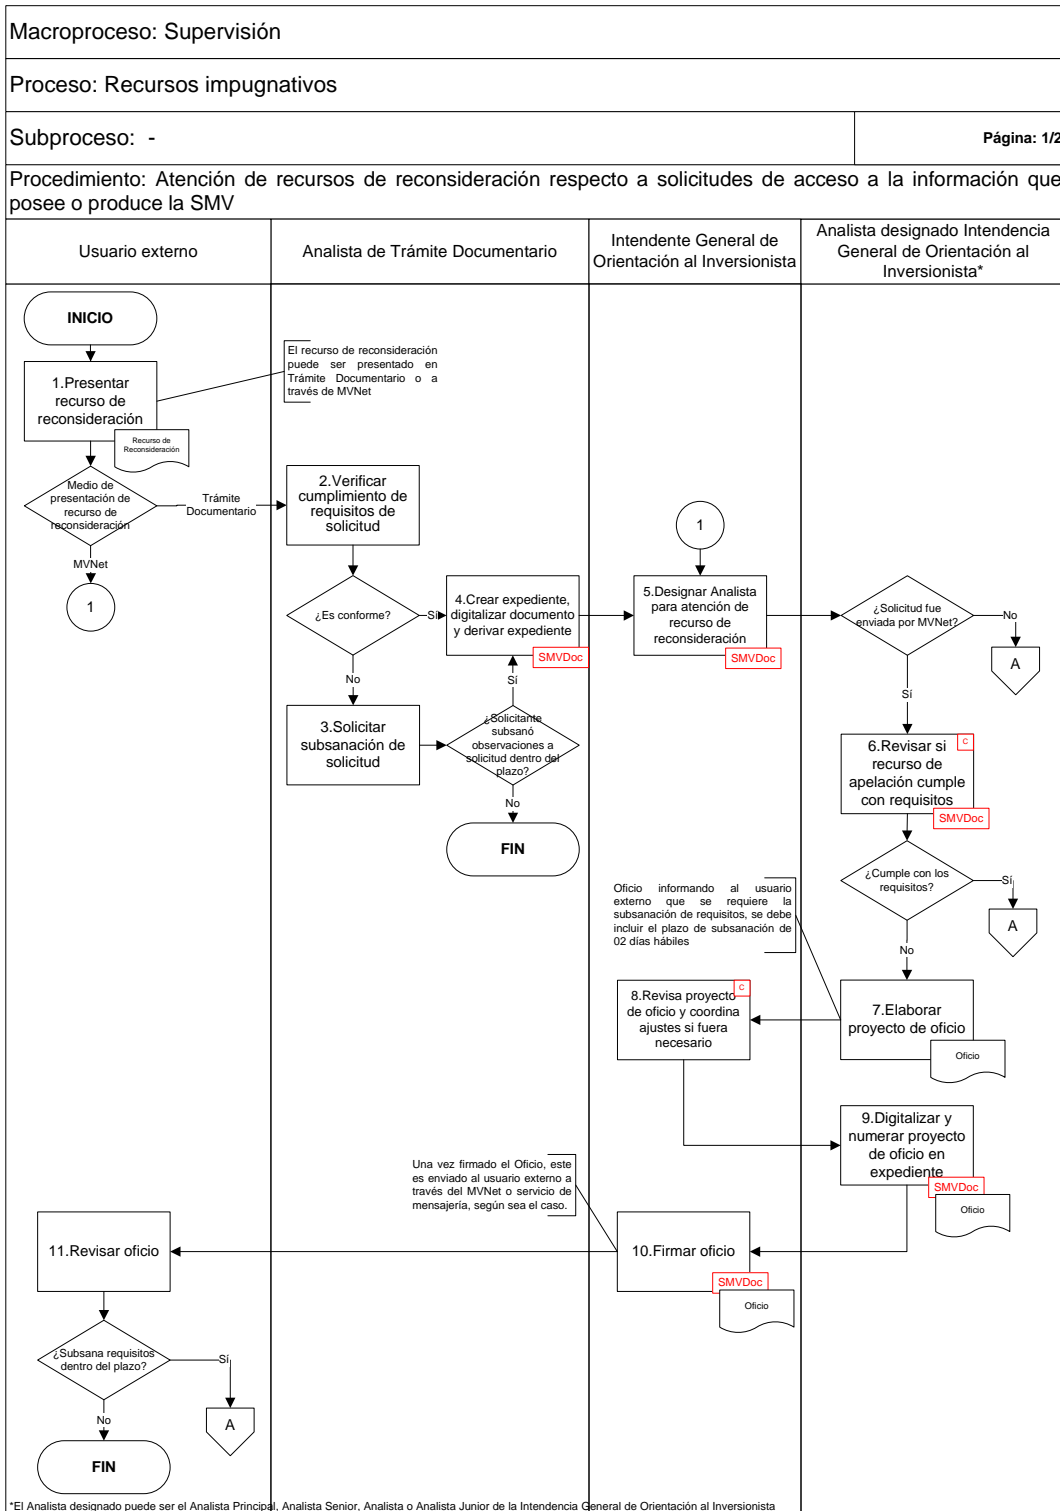 Macroproceso: Supervisión
Proceso: Recursos impugnativos
Subproceso: -
Página: 1/2
Procedimiento: Atención de recursos de reconsideración respecto a solicitudes de acceso a la información que
posee o produce la SMV
Usuario externo
Analista de Trámite Documentario
Intendente General de
Orientación al Inversionista
Analista designado Intendencia
General de Orientación al
Inversionista*
INICIO
1.Presentar
recurso de
reconsideración
Recurso de
Reconsideración
El recurso de reconsideración
puede ser presentado en
Trámite Documentario o a
través de MVNet
Medio de
presentación de
recurso de
reconsideración
Trámite
Documentario
MVNet
1
2.Verificar
cumplimiento de
requisitos de
solicitud
¿Es conforme?
Sí
No
3.Solicitar
subsanación de
solicitud
4.Crear expediente,
digitalizar documento
y derivar expediente
SMVDoc
Sí
¿Solicitante
subsanó
observaciones a
solicitud dentro del
plazo?
No
FIN
1
5.Designar Analista
para atención de
recurso de
reconsideración
SMVDoc
¿Solicitud fue
enviada por MVNet?
No
A
Sí
6.Revisar si
recurso de
apelación cumple
con requisitos
C
SMVDoc
¿Cumple con los
requisitos?
Sí
A
No
Oficio informando al usuario
externo que se requiere la
subsanación de requisitos, se debe
incluir el plazo de subsanación de
02 días hábiles
7.Elaborar
proyecto de oficio
Oficio
8.Revisa proyecto
de oficio y coordina
ajustes si fuera
necesario
C
9.Digitalizar y
numerar proyecto
de oficio en
expediente
SMVDoc
Oficio
Una vez firmado el Oficio, este
es enviado al usuario externo a
través del MVNet o servicio de
mensajería, según sea el caso.
10.Firmar oficio
SMVDoc
Oficio
11.Revisar oficio
¿Subsana requisitos
dentro del plazo?
Sí
A
No
FIN
*El Analista designado puede ser el Analista Principal, Analista Senior, Analista o Analista Junior de la Intendencia General de Orientación al Inversionista